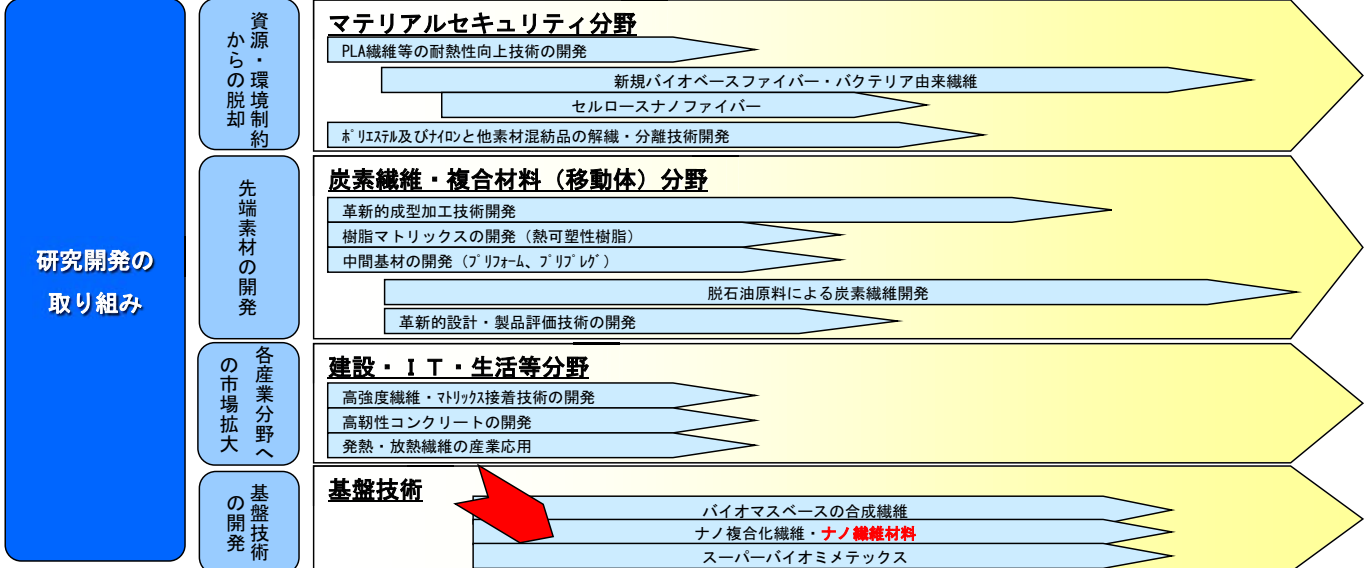 研究開発の
取り組み
資源・環境制約
からの脱却
マテリアルセキュリティ分野
PLA繊維等の耐熱性向上技術の開発
新規バイオベースファイバー・バクテリア由来繊維
セルロースナノファイバー
ﾎﾟﾘｴｽﾃﾙ及びﾅｲﾛﾝと他素材混紡品の解繊・分離技術開発
先端素材の開発
炭素繊維・複合材料（移動体）分野
革新的成型加工技術開発
樹脂マトリックスの開発（熱可塑性樹脂）
中間基材の開発（ﾌﾟﾘﾌｫｰﾑ、ﾌﾟﾘﾌﾟﾚｸﾞ）
脱石油原料による炭素繊維開発
革新的設計・製品評価技術の開発
各産業分野へ
の市場拡大
建設・ＩＴ・生活等分野
高強度繊維・ﾏﾄﾘｯｸｽ接着技術の開発
高靭性コンクリートの開発
発熱・放熱繊維の産業応用
基盤技術
の開発
基盤技術
バイオマスベースの合成繊維
ナノ複合化繊維・ナノ繊維材料
スーパーバイオミメテックス